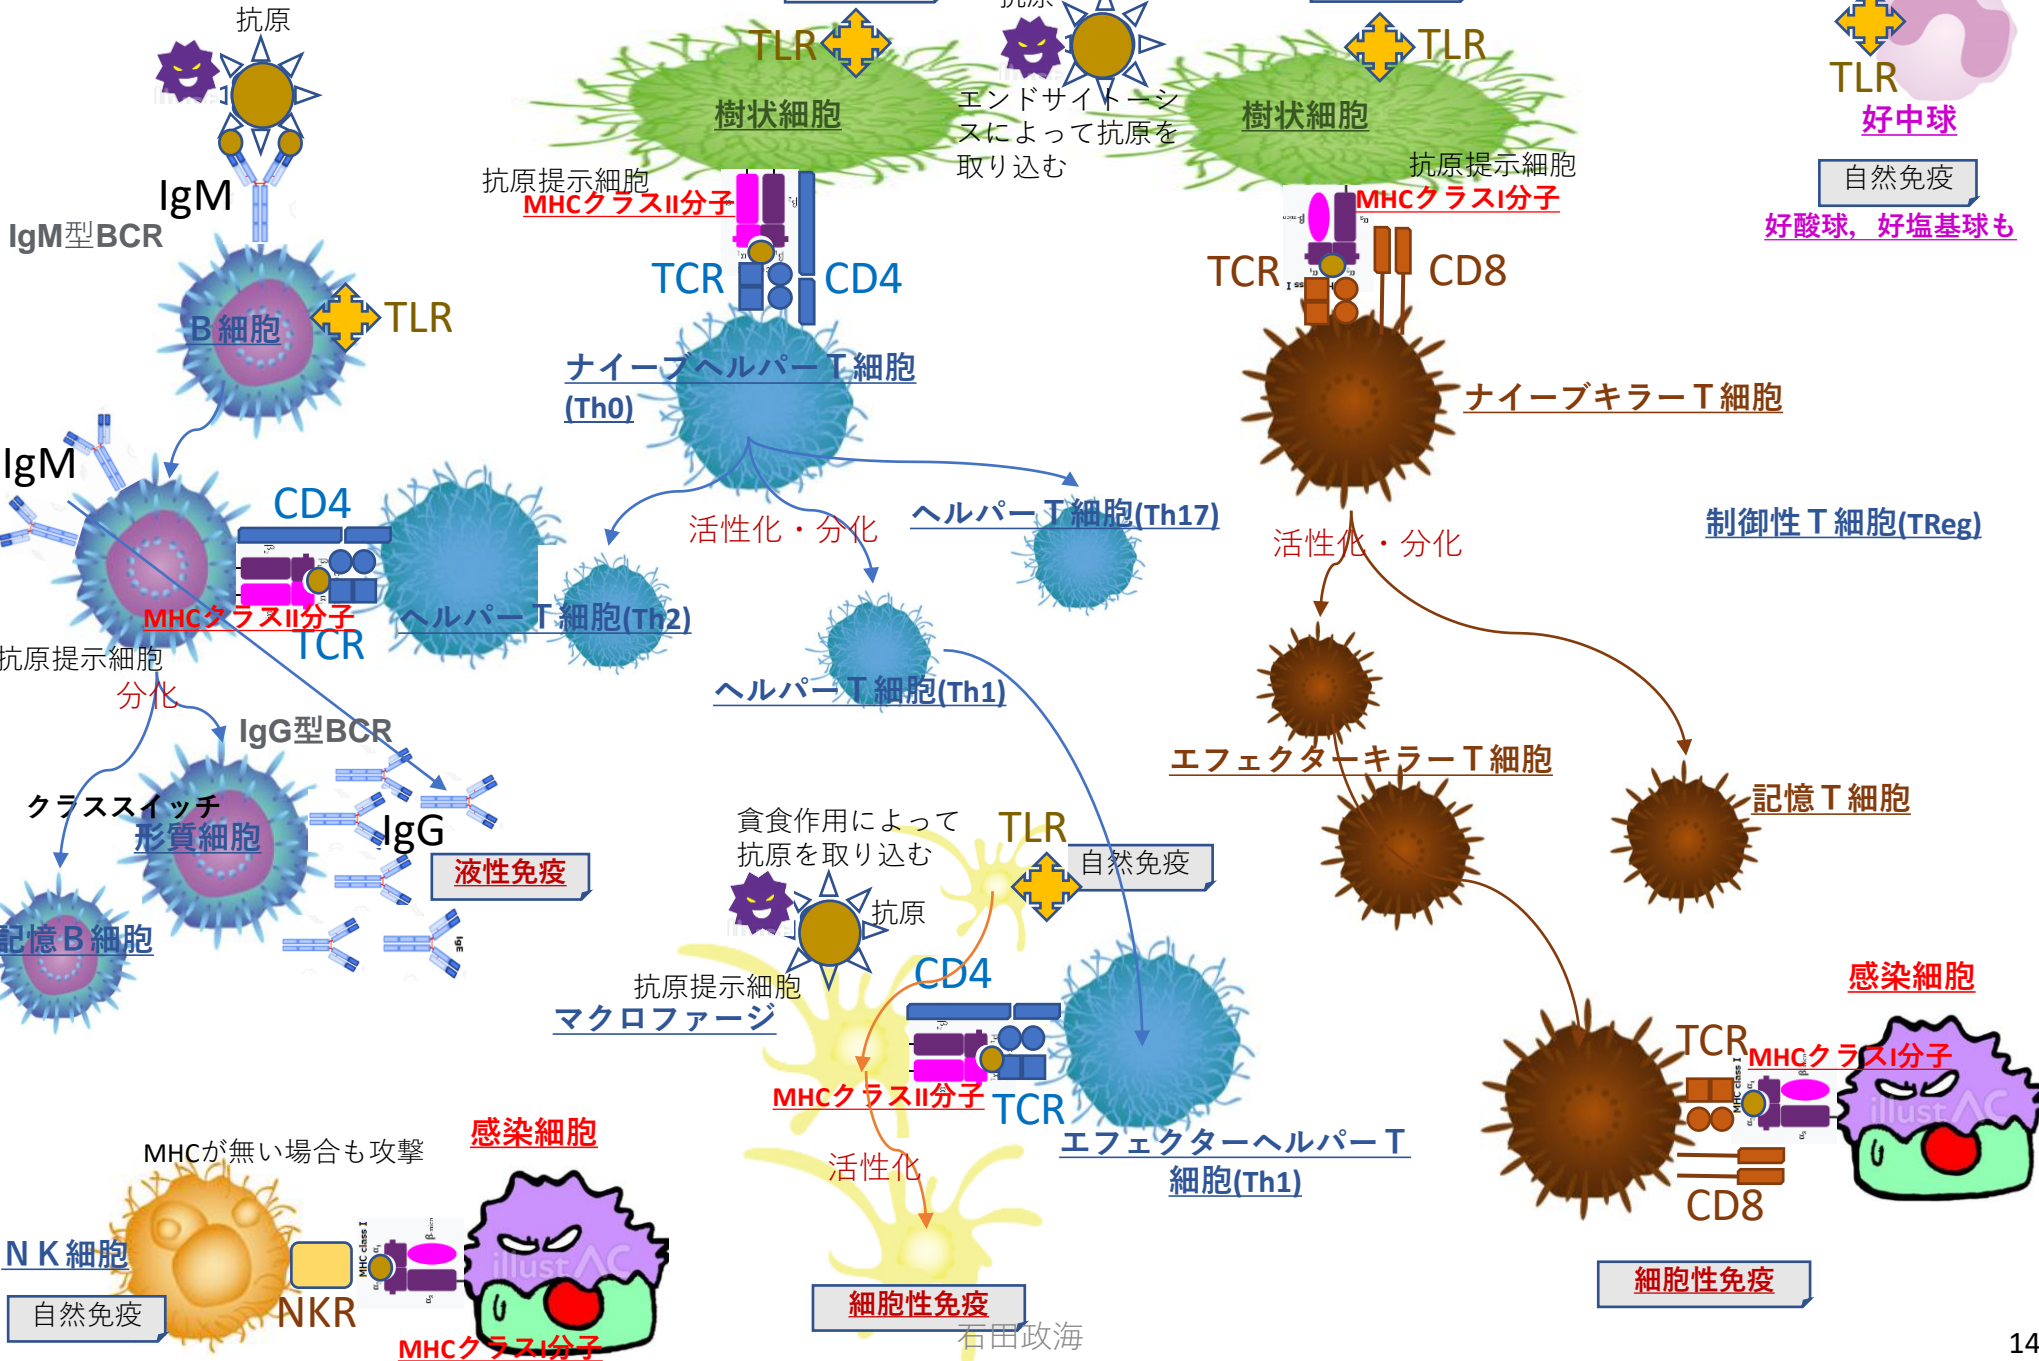 抗原
抗原
TLR
TLR
TLR
好中球
自然免疫
好酸球，好塩基球も
樹状細胞
エンドサイトーシ
スによって抗原を
取り込む
樹状細胞
抗原提示細胞
MHCクラスII分子
抗原提示細胞
MHCクラスI分子
IgM
IgM型BCR
TCR
CD4
TCR
CD8
B細胞
TLR
ナイーブヘルパーT細胞
(Th0)
ナイーブキラーT細胞
IgM
CD4
活性化・分化
ヘルパーT細胞(Th17)
活性化・分化
制御性T細胞(TReg)
MHCクラスII分子
TCR
ヘルパーT細胞(Th2)
抗原提示細胞
分化
ヘルパーT細胞(Th1)
IgG型BCR
エフェクターキラーT細胞
記憶T細胞
クラススイッチ
形質細胞
IgG
液性免疫
IgE
記憶B細胞
貪食作用によって
抗原を取り込む
TLR
自然免疫
抗原
抗原提示細胞
マクロファージ
CD4
MHCクラスII分子
TCR
エフェクターヘルパーT
細胞(Th1)
活性化
細胞性免疫
感染細胞
TCR
MHCクラスI分子
MHC class I
CD8
細胞性免疫
illust AC
MHCが無い場合も攻撃
感染細胞
NK細胞
自然免疫
NKR
MHC class I
MHCクラスI分子
illust AC
石田政海
14